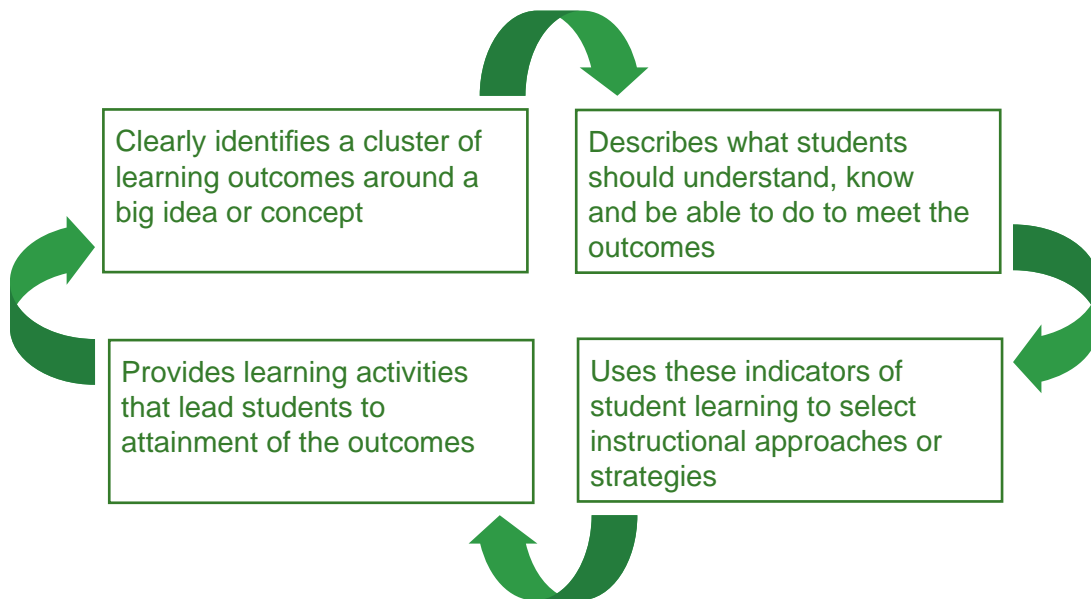 Clearly identifies a cluster of
learning outcomes around a
big idea or concept
Describes what students
should understand, know
and be able to do to meet the
outcomes
Provides learning activities
that lead students to
attainment of the outcomes
Uses these indicators of
student learning to select
instructional approaches or
strategies